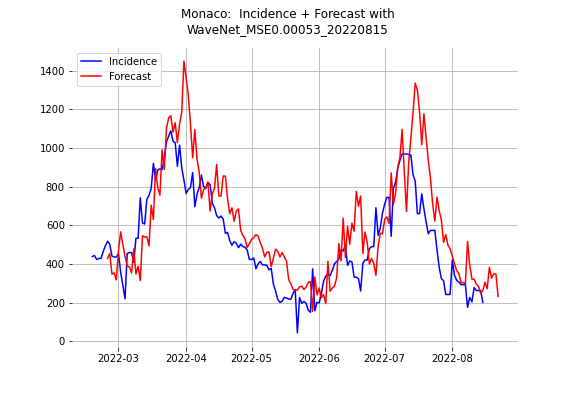 Monaco:  Incidence + Forecast with
WaveNet_MSE0.00053_20220815
Incidence
Forecast
1400
1200
1000
800
600
400
200
0
2022-03 2022-04 2022-05 2022-06 2022-07 2022-08